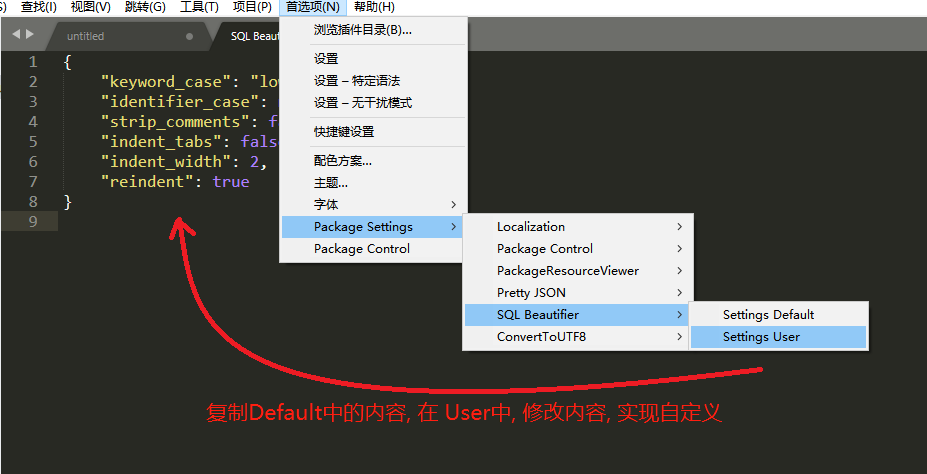 查找(I) 视图(V) 跳转(G) 工具(T) 项目(P) 首选项(N) 帮助(H)
untitled
SQL Beaut
1 {
2 "keyword_case": "lo
3 "identifier_case":
4 "strip_comments": f
5 "indent_tabs": fals
6 "indent_width": 2,
7 "reindent": true
8 }
9
浏览插件目录(B)...
设置
设置 – 特定语法
设置 – 无干扰模式
快捷键设置
配色方案...
主题...
字体
Package Settings
Package Control
Localization
Package Control
PackageResourceViewer
Pretty JSON
SQL Beautifier
ConvertToUTF8
Settings Default
Settings User
复制Default中的内容, 在 User中, 修改内容, 实现自定义